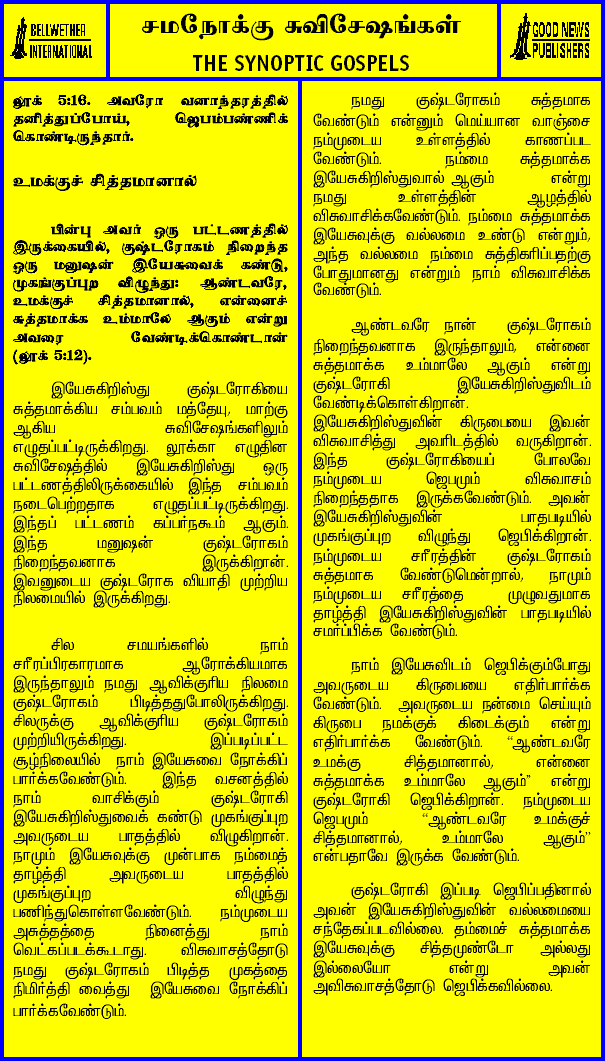 BELLWETHER
INTERNATIONAL
சமநோக்கு சுவிசேஷங்கள்
THE SYNOPTIC GOSPELS
GOOD NEWS
PUBLISHERS
லூக் 5:16. அவரோ வனாந்தரத்தில்
தனித்துப்போய், ஜெபம்பண்ணிக்
கொண்டிருந்தார்.
உமக்குச் சித்தமானால்
பின்பு அவர் ஒரு பட்டணத்தில்
இருக்கையில், குஷ்டரோகம் நிறைந்த
ஒரு மனுஷன் இயேசுவைக் கண்டு,
முகங்குப்புற விழுந்து: ஆண்டவரே,
உமக்குச் சித்தமானால், என்னைச்
சுத்தமாக்க உம்மாலே ஆகும் என்று
அவரை வேண்டிக்கொண்டான்
(லூக் 5:12).
இயேசுகிறிஸ்து குஷ்டரோகியை
சுத்தமாக்கிய சம்பவம் மத்தேயு, மாற்கு
ஆகிய சுவிசேஷங்களிலும்
எழுதப்பட்டிருக்கிறது. லூக்கா எழுதின
சுவிசேஷத்தில் இயேசுகிறிஸ்து ஒரு
பட்டணத்திலிருக்கையில் இந்த சம்பவம்
நடைபெற்றதாக எழுதப்பட்டிருக்கிறது.
இந்தப் பட்டணம் கப்பர்நகூம் ஆகும்.
இந்த மனுஷன் குஷ்டரோகம்
நிறைந்தவனாக இருக்கிறான்.
இவனுடைய குஷ்டரோக வியாதி முற்றிய
நிலமையில் இருக்கிறது.
சில சமயங்களில் நாம்
சரீரப்பிரகாரமாக ஆரோக்கியமாக
இருந்தாலும் நமது ஆவிக்குரிய நிலமை
குஷ்டரோகம் பிடித்ததுபோலிருக்கிறது.
சிலருக்கு ஆவிக்குரிய குஷ்டரோகம்
முற்றியிருக்கிறது. இப்படிப்பட்ட
சூழ்நிலையில் நாம் இயேசுவை நோக்கிப்
பார்க்கவேண்டும். இந்த வசனத்தில்
நாம் வாசிக்கும் குஷ்டரோகி
இயேசுகிறிஸ்துவைக் கண்டு முகங்குப்புற
அவருடைய பாதத்தில் விழுகிறான்.
நாமும் இயேசுவுக்கு முன்பாக நம்மைத்
தாழ்த்தி அவருடைய பாதத்தில்
முகங்குப்புற விழுந்து
பணிந்துகொள்ளவேண்டும். நம்முடைய
அசுத்தத்தை நினைத்து நாம்
வெட்கப்படக்கூடாது. விசுவாசத்தோடு
நமது குஷ்டரோகம் பிடித்த முகத்தை
நிமிர்த்தி வைத்து இயேசுவை நோக்கிப்
பார்க்கவேண்டும்.
நமது குஷ்டரோகம் சுத்தமாக
வேண்டும் என்னும் மெய்யான வாஞ்சை
நம்முடைய உள்ளத்தில் காணப்பட
வேண்டும். நம்மை சுத்தமாக்க
இயேசுகிறிஸ்துவால் ஆகும் என்று
நமது உள்ளத்தின் ஆழத்தில்
விசுவாசிக்கவேண்டும். நம்மை சுத்தமாக்க
இயேசுவுக்கு வல்லமை உண்டு என்றும்,
அந்த வல்லமை நம்மை சுத்திகரிப்பதற்கு
போதுமானது என்றும் நாம் விசுவாசிக்க
வேண்டும்.
ஆண்டவரே நான் குஷ்டரோகம்
நிறைந்தவனாக இருந்தாலும், என்னை
சுத்தமாக்க உம்மாலே ஆகும் என்று
குஷ்டரோகி இயேசுகிறிஸ்துவிடம்
வேண்டிக்கொள்கிறான்.
இயேசுகிறிஸ்துவின் கிருபையை இவன்
விசுவாசித்து அவரிடத்தில் வருகிறான்.
இந்த குஷ்டரோகியைப் போலவே
நம்முடைய ஜெபமும் விசுவாசம்
நிறைந்ததாக இருக்கவேண்டும். அவன்
இயேசுகிறிஸ்துவின் பாதபடியில்
முகங்குப்புற விழுந்து ஜெபிக்கிறான்.
நம்முடைய சரீரத்தின் குஷ்டரோகம்
சுத்தமாக வேண்டுமென்றால், நாமும்
நம்முடைய சரீரத்தை முழுவதுமாக
தாழ்த்தி இயேசுகிறிஸ்துவின் பாதபடியில்
சமர்ப்பிக்க வேண்டும்.
நாம் இயேசுவிடம் ஜெபிக்கும்போது
அவருடைய கிருபையை எதிர்பார்க்க
வேண்டும். அவருடைய நன்மை செய்யும்
கிருபை நமக்குக் கிடைக்கும் என்று
எதிர்பார்க்க வேண்டும். “ஆண்டவரே
உமக்கு சித்தமானால், என்னை
சுத்தமாக்க உம்மாலே ஆகும்” என்று
குஷ்டரோகி ஜெபிக்கிறான். நம்முடைய
ஜெபமும் “ஆண்டவரே உமக்குச்
சித்தமானால், உம்மாலே ஆகும்”
என்பதாவே இருக்க வேண்டும்.
குஷ்டரோகி இப்படி ஜெபிப்பதினால்
அவன் இயேசுகிறிஸ்துவின் வல்லமையை
சந்தேகப்படவில்லை. தம்மைச் சுத்தமாக்க
இயேசுவுக்கு சித்தமுண்டோ அல்லது
இல்லையோ என்று அவன்
அவிசுவாசத்தோடு ஜெபிக்கவில்லை.